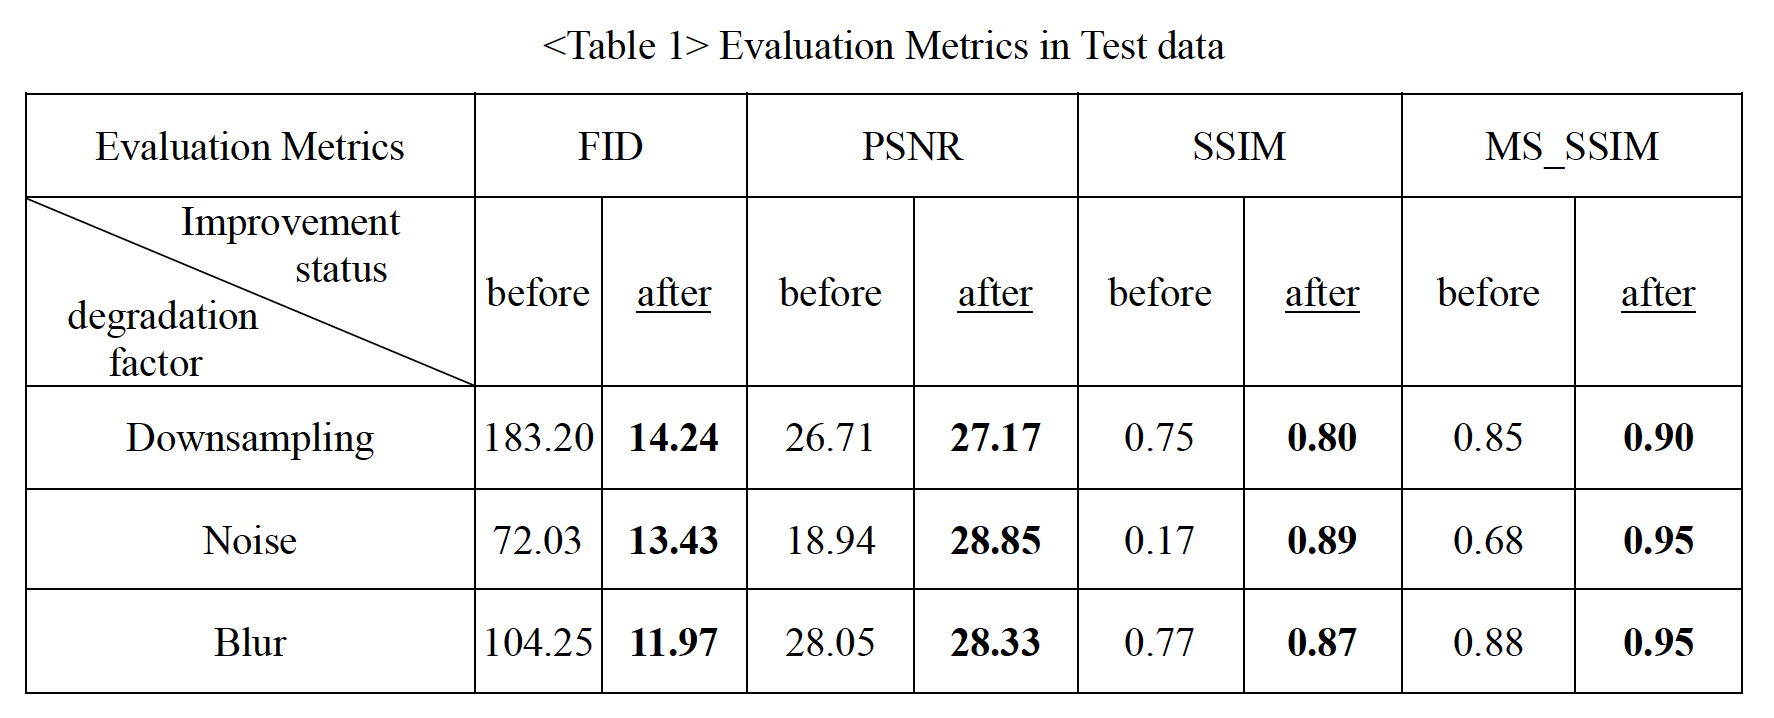 <Table 1> Evaluation Metrics in Test data
Evaluation Metrics FID PSNR SSIM MS_SSIM
Improvement
status
degradation
factor
before after before after before after before after
Downsampling 183.20 14.24 26.71 27.17 0.75 0.80 0.85 0.90
Noise 72.03 13.43 18.94 28.85 0.17 0.89 0.68 0.95
Blur 104.25 11.97 28.05 28.33 0.77 0.87 0.88 0.95